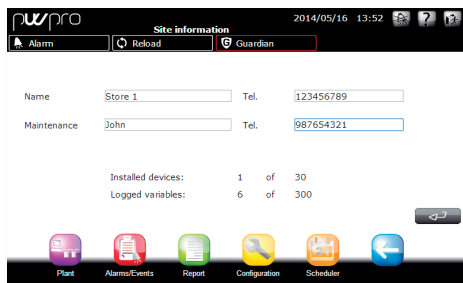 pwpro
Site information
2014/05/16 13:52
Alarm Reload Guardian
Name Store 1 Tel. 123456789
Maintenance John Tel. 987654321
Installed devices: 1 of 30
Logged variables: 6 of 300
Plant Alarms/Events Report Configuration Scheduler